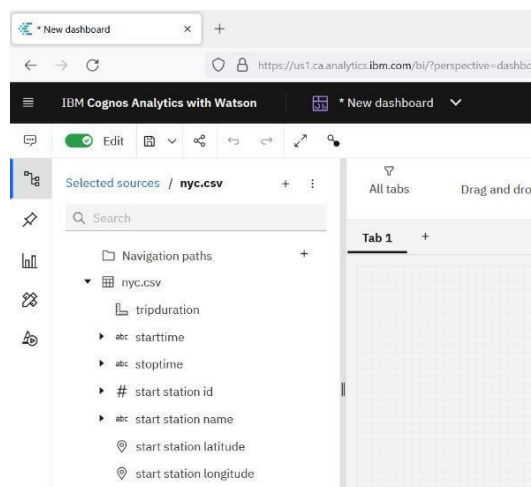 * New dashboard
https://us1.ca.analytics.ibm.com/bi/?perspective=dashbo
IBM Cognos Analytics with Watson
* New dashboard
Edit
Selected sources / nyc.csv
All tabs
Drag and dro
Search
Tab 1
Navigation paths
nyc.csv
tripduration
abc starttime
abc stoptime
# start station id
abc start station name
start station latitude
start station longitude